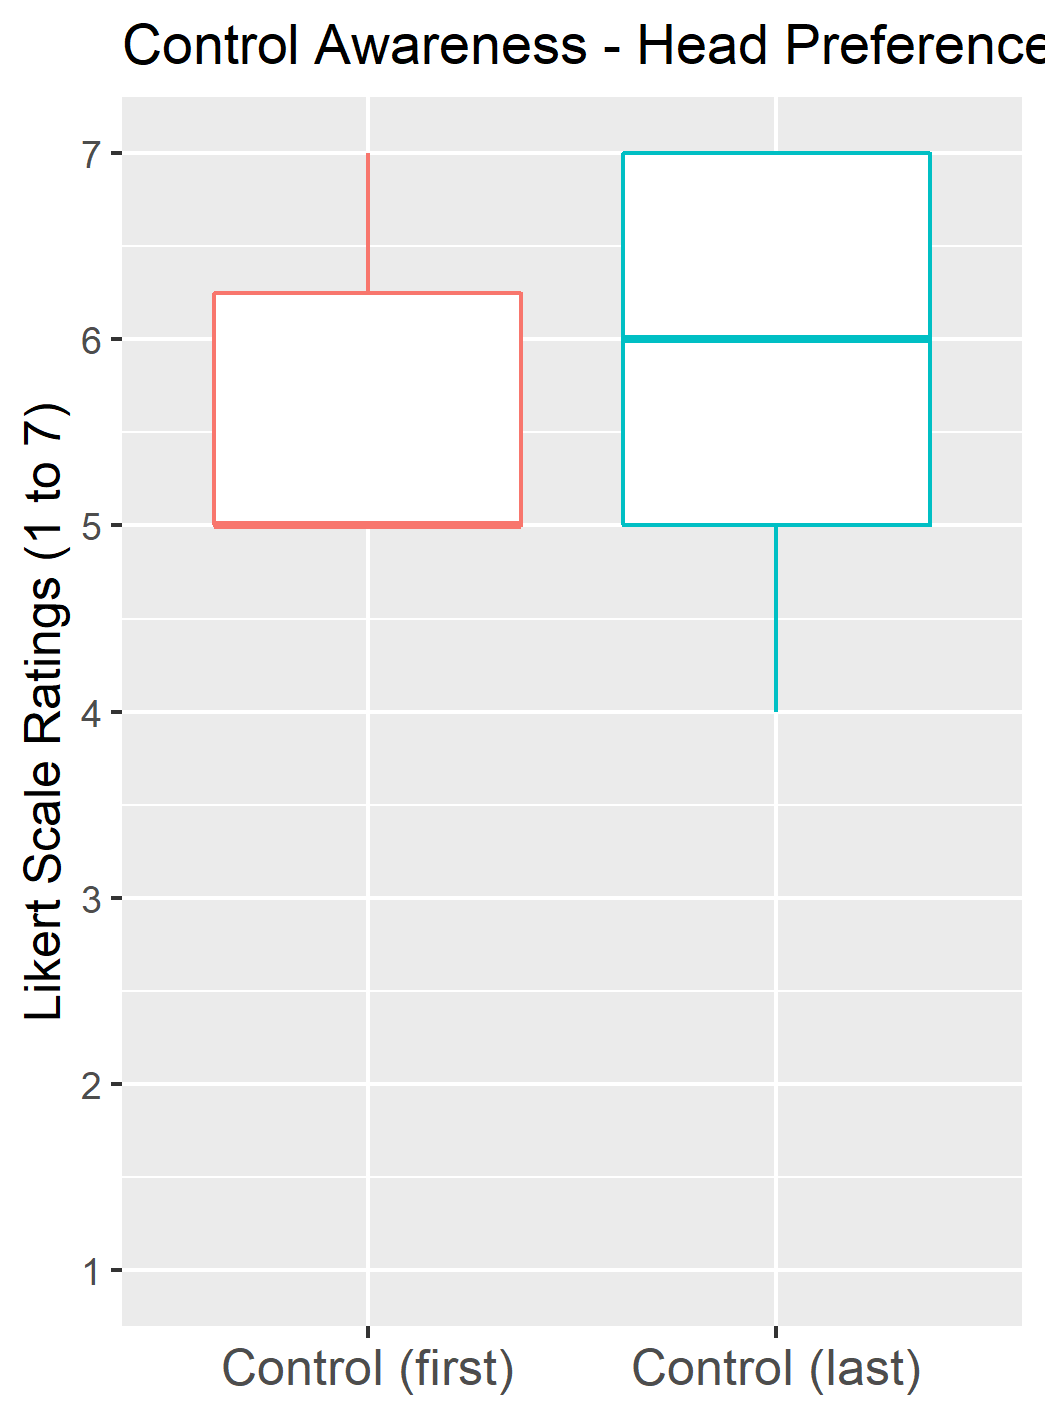 Control Awareness - Head Preference
7
6
5
4
3
2
1
Likert Scale Ratings (1 to 7)
Control (first)
Control (last)